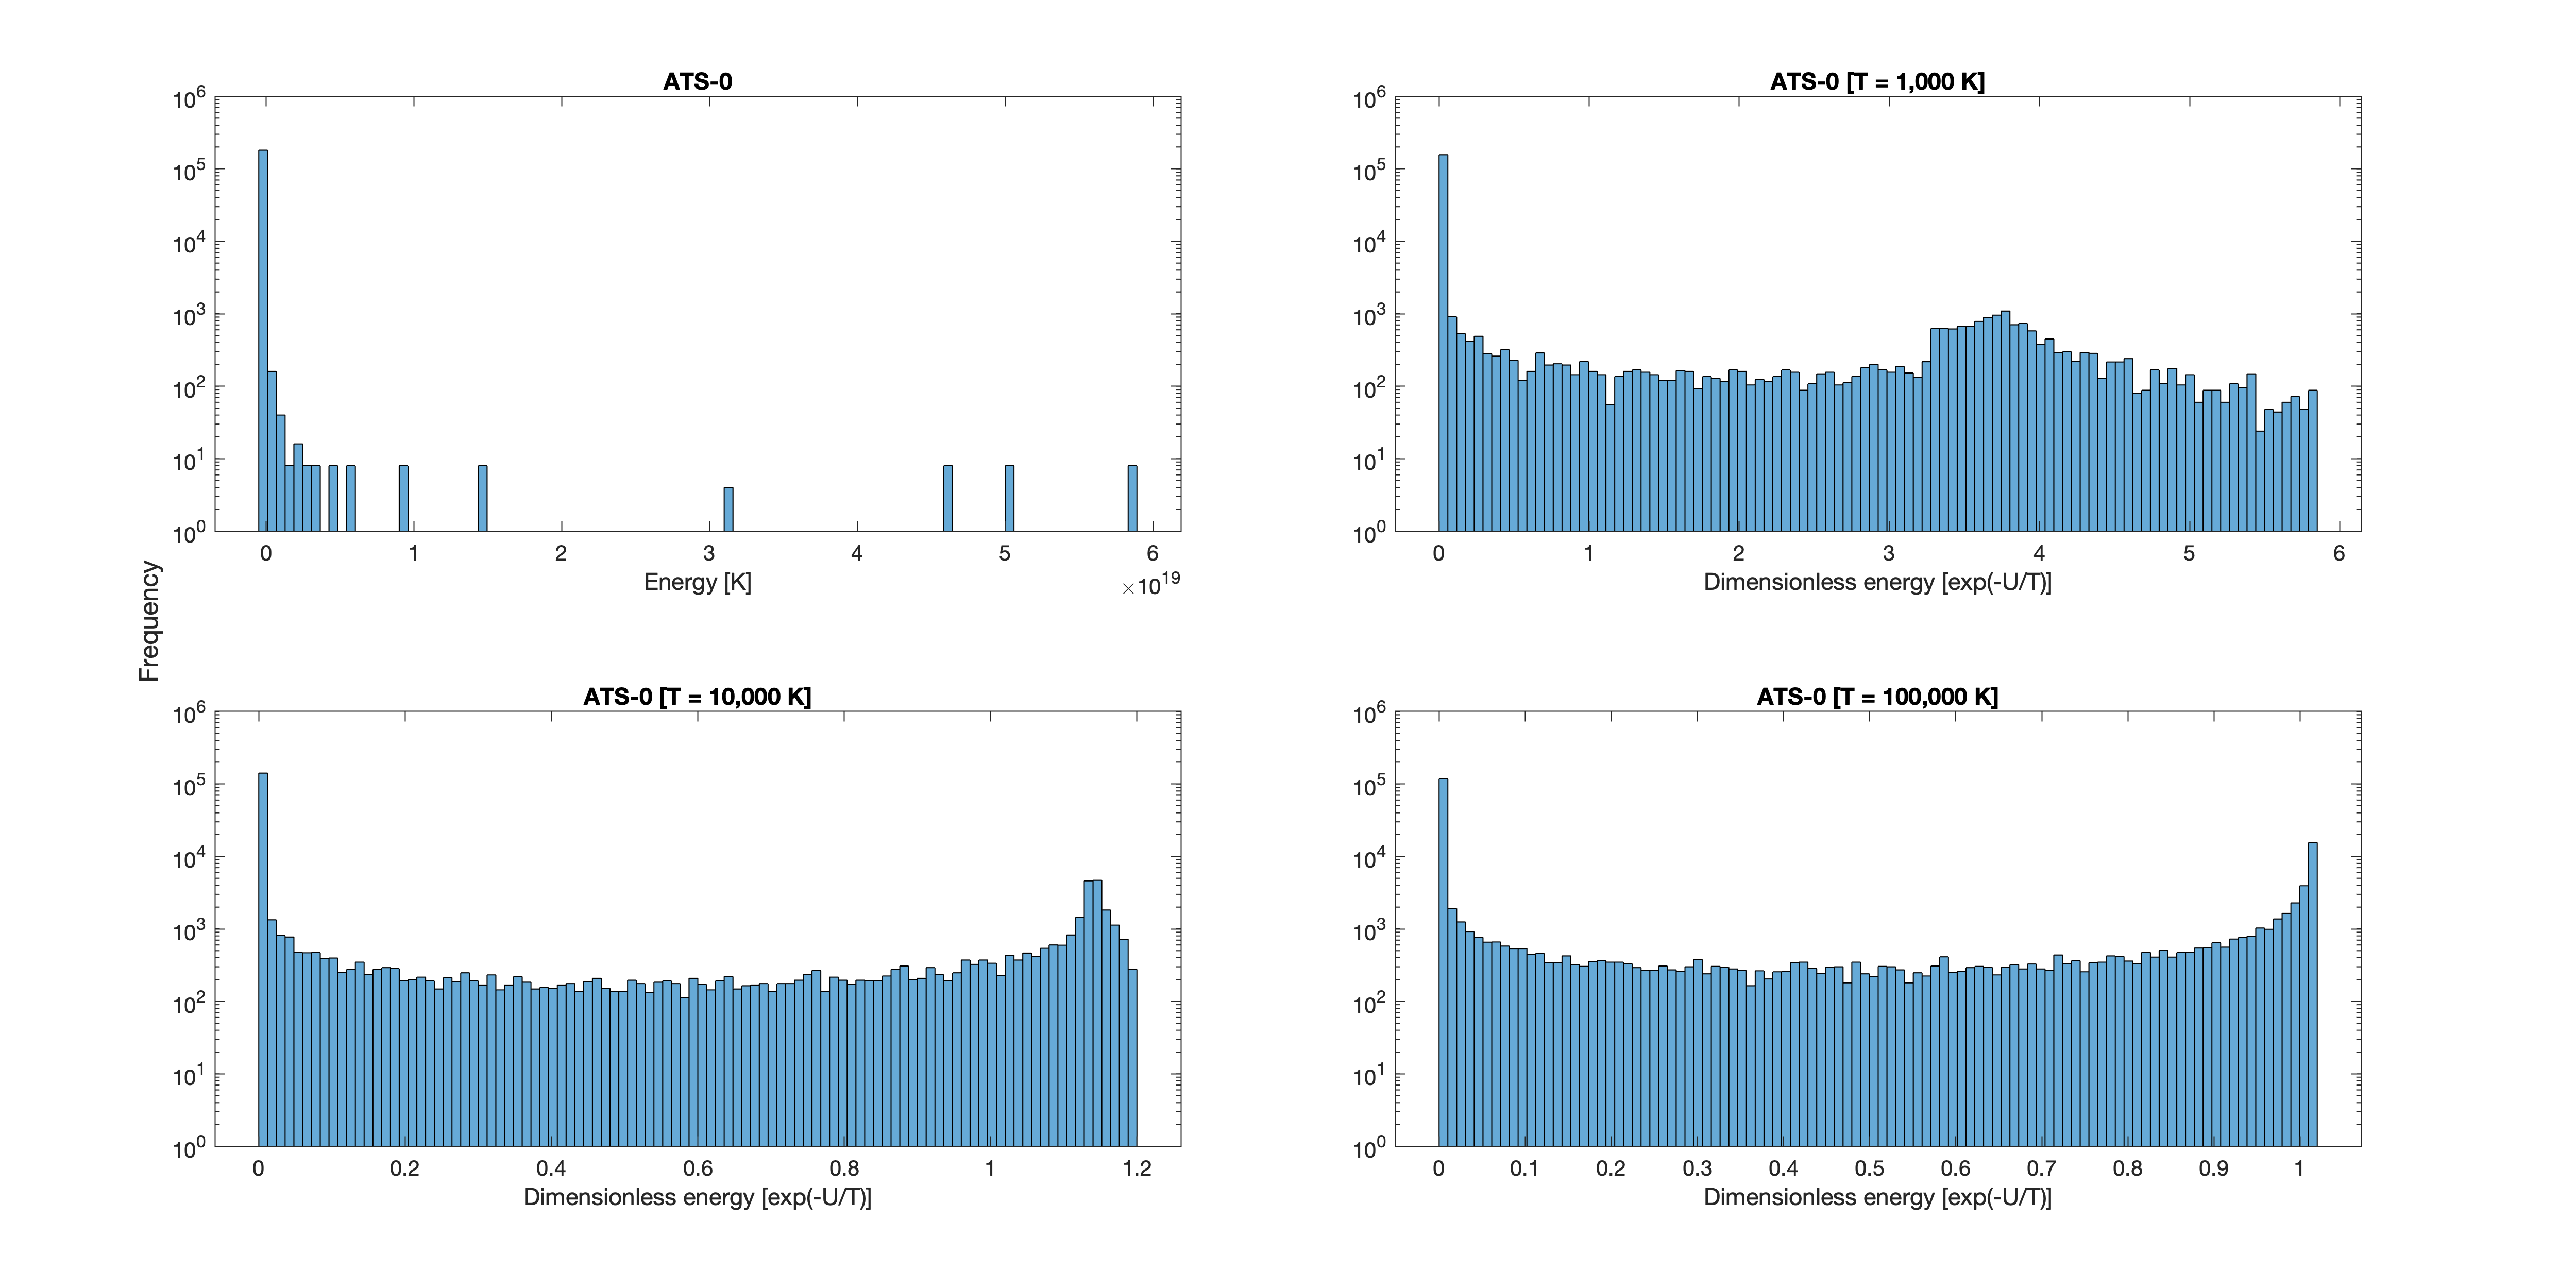 ATS-0
10^6
10^5
10^4
10^3
10^2
10^1
10^0
0 1 2 3 4 5 6
Energy [K]
×10^19
ATS-0 [T = 1,000 K]
10^6
10^5
10^4
10^3
10^2
10^1
10^0
0 1 2 3 4 5 6
Dimensionless energy [exp(-U/T)]
Frequency
ATS-0 [T = 10,000 K]
10^6
10^5
10^4
10^3
10^2
10^1
10^0
0 0.2 0.4 0.6 0.8 1 1.2
Dimensionless energy [exp(-U/T)]
ATS-0 [T = 100,000 K]
10^6
10^5
10^4
10^3
10^2
10^1
10^0
0 0.1 0.2 0.3 0.4 0.5 0.6 0.7 0.8 0.9 1
Dimensionless energy [exp(-U/T)]